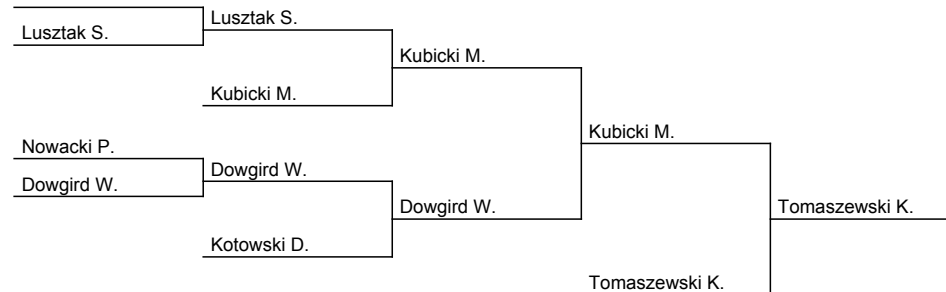 Lusztak S.
Lusztak S.
Kubicki M.
Kubicki M.
Kubicki M.
Nowacki P.
Dowgird W.
Dowgird W.
Dowgird W.
Tomaszewski K.
Kotowski D.
Tomaszewski K.